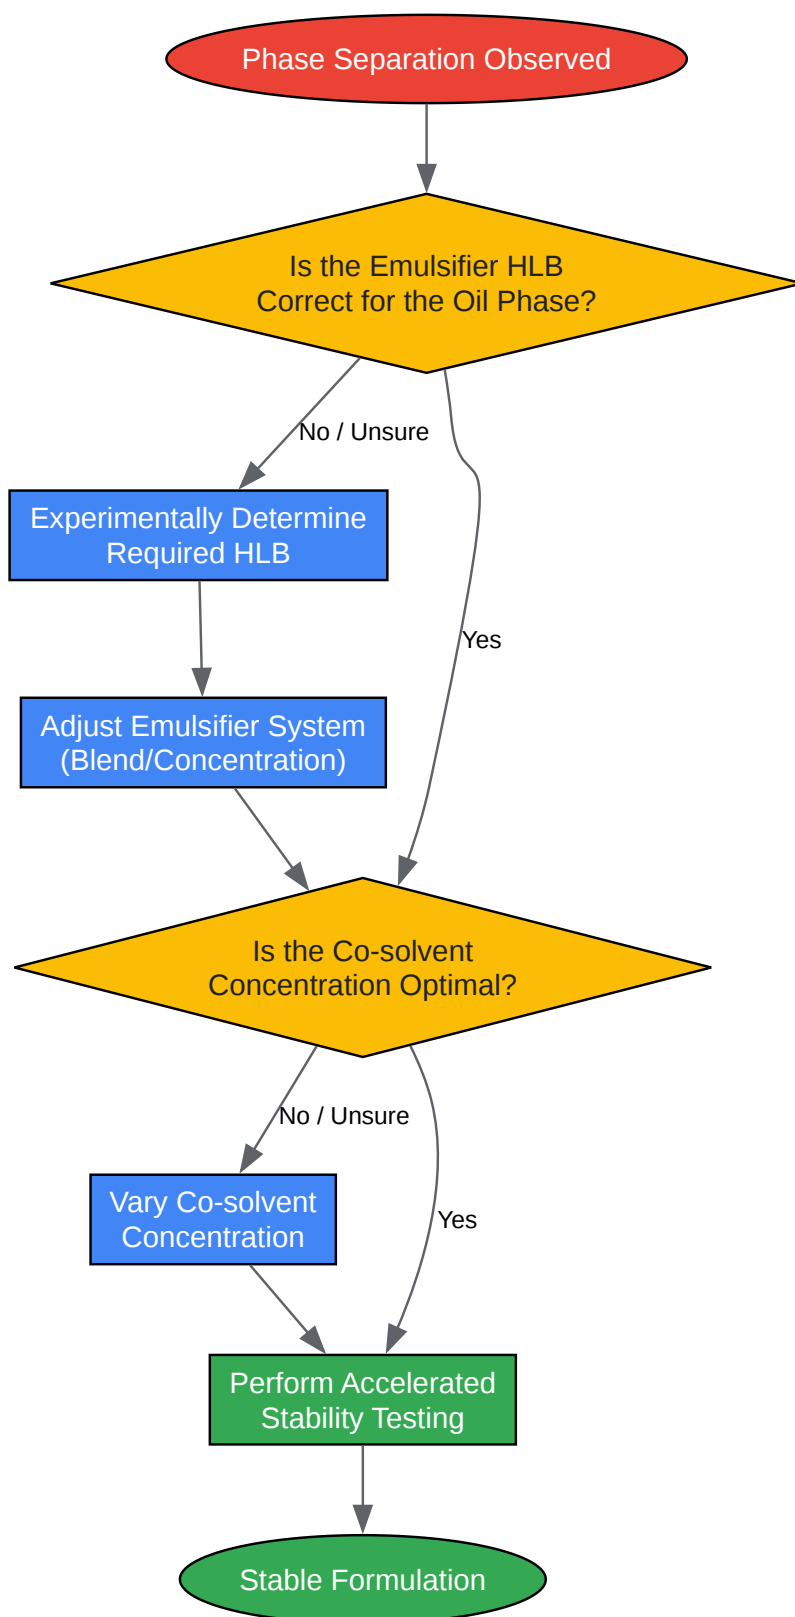 Phase Separation Observed
Is the Emulsifier HLB
Correct for the Oil Phase?
No / Unsure
Experimentally Determine
Required HLB
Yes
Adjust Emulsifier System
(Blend/Concentration)
Is the Co-solvent
Concentration Optimal?
No / Unsure
Vary Co-solvent
Concentration
Yes
Perform Accelerated
Stability Testing
Stable Formulation